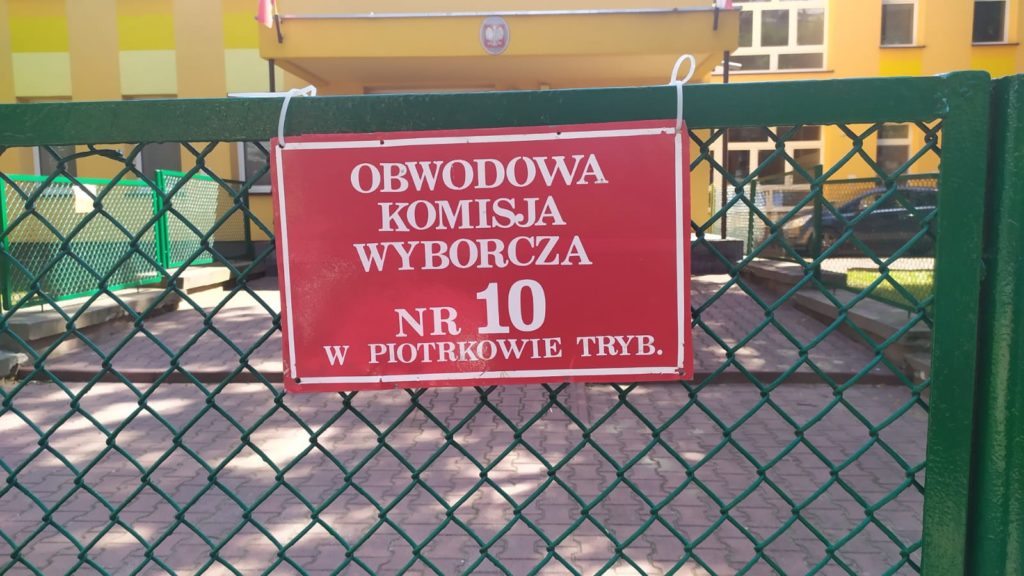 OBWODOWA
KOMISJA
WYBORCZA
NR 10
W PIOTRKOWIE TRYB.